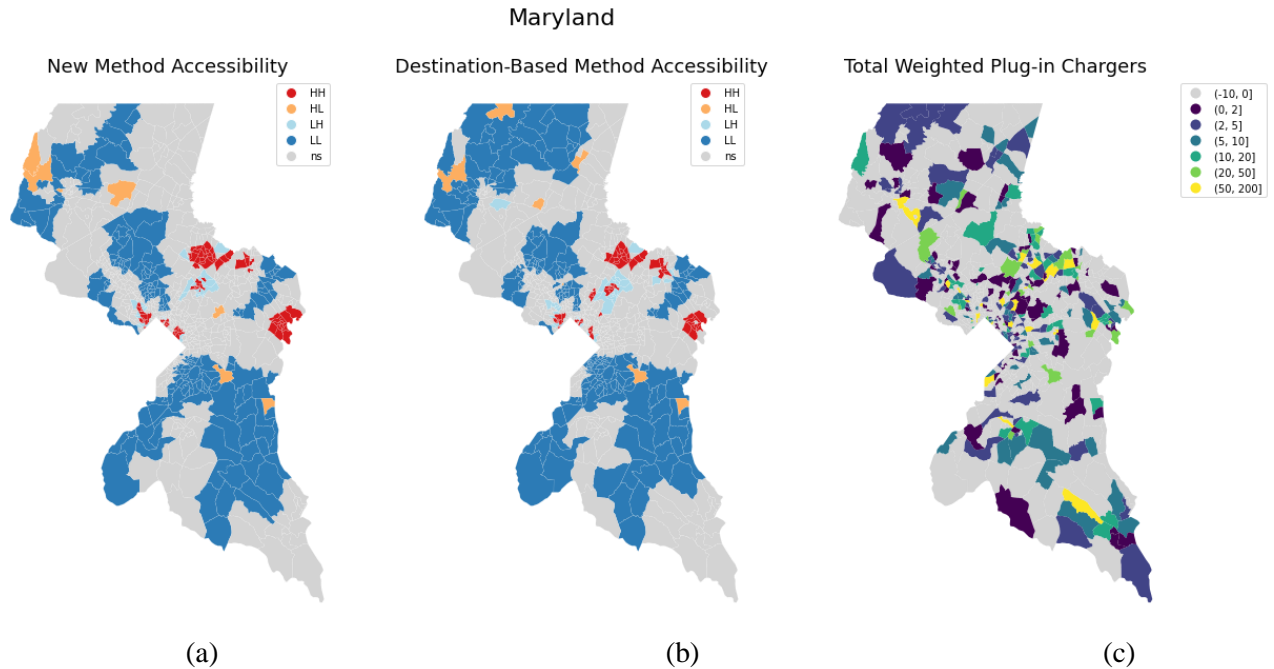 Maryland
New Method Accessibility
HH
HL
LH
LL
ns
Destination-Based Method Accessibility
HH
HL
LH
LL
ns
Total Weighted Plug-in Chargers
(-10, 0]
(0, 2]
(2, 5]
(5, 10]
(10, 20]
(20, 50]
(50, 200]
(a)
(b)
(c)